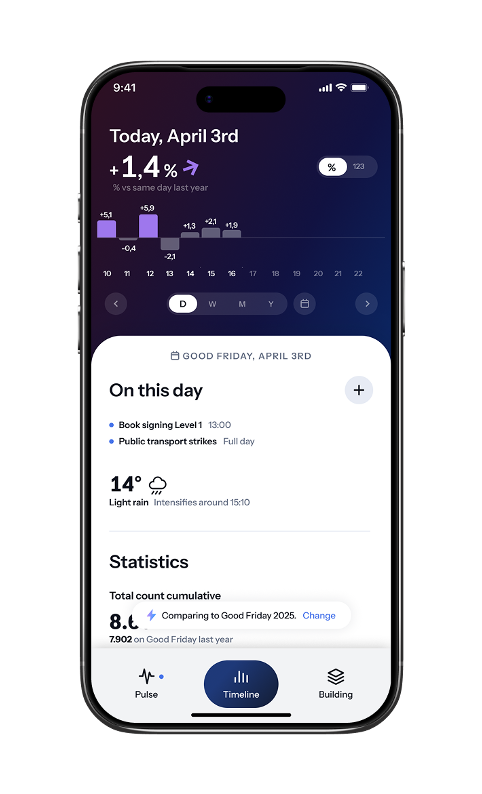 9:41
Today, April 3rd
+1,4 %
% vs same day last year
% 123
+5,1 -0,4 +5,9 -2,1 +1,3 +2,1 +1,9
10 11 12 13 14 15 16 17 18 19 20 21 22
D W M Y
GOOD FRIDAY, APRIL 3RD
On this day
Book signing Level 1 13:00
Public transport strikes Full day
14°
Light rain Intensifies around 15:10
Statistics
Total count cumulative
Comparing to Good Friday 2025. Change
7.902 on Good Friday last year
Pulse
Timeline
Building